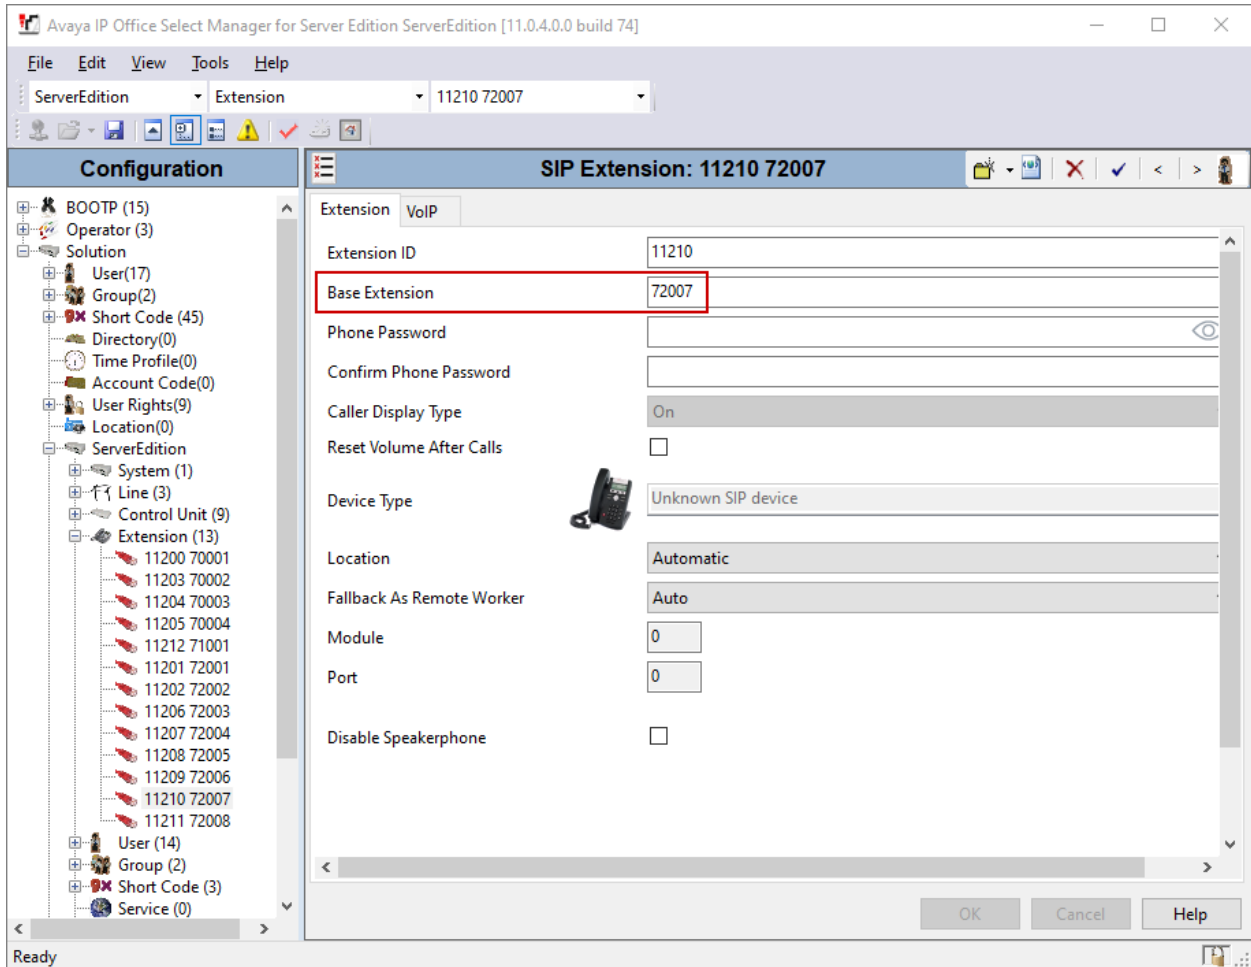 Avaya IP Office Select Manager for Server Edition ServerEdition [11.0.4.0.0 build 74]
File Edit View Tools Help
ServerEdition Extension 11210 72007
Configuration
BOOTP (15)
Operator (3)
Solution
User(17)
Group(2)
Short Code (45)
Directory(0)
Time Profile(0)
Account Code(0)
User Rights(9)
Location(0)
ServerEdition
System (1)
Line (3)
Control Unit (9)
Extension (13)
11200 70001
11203 70002
11204 70003
11205 70004
11212 71001
11201 72001
11202 72002
11206 72003
11207 72004
11208 72005
11209 72006
11210 72007
11211 72008
User (14)
Group (2)
Short Code (3)
Service (0)
SIP Extension: 11210 72007
Extension VoIP
Extension ID 11210
Base Extension 72007
Phone Password
Confirm Phone Password
Caller Display Type On
Reset Volume After Calls
Device Type Unknown SIP device
Location Automatic
Fallback As Remote Worker Auto
Module 0
Port 0
Disable Speakerphone
OK Cancel Help
Ready